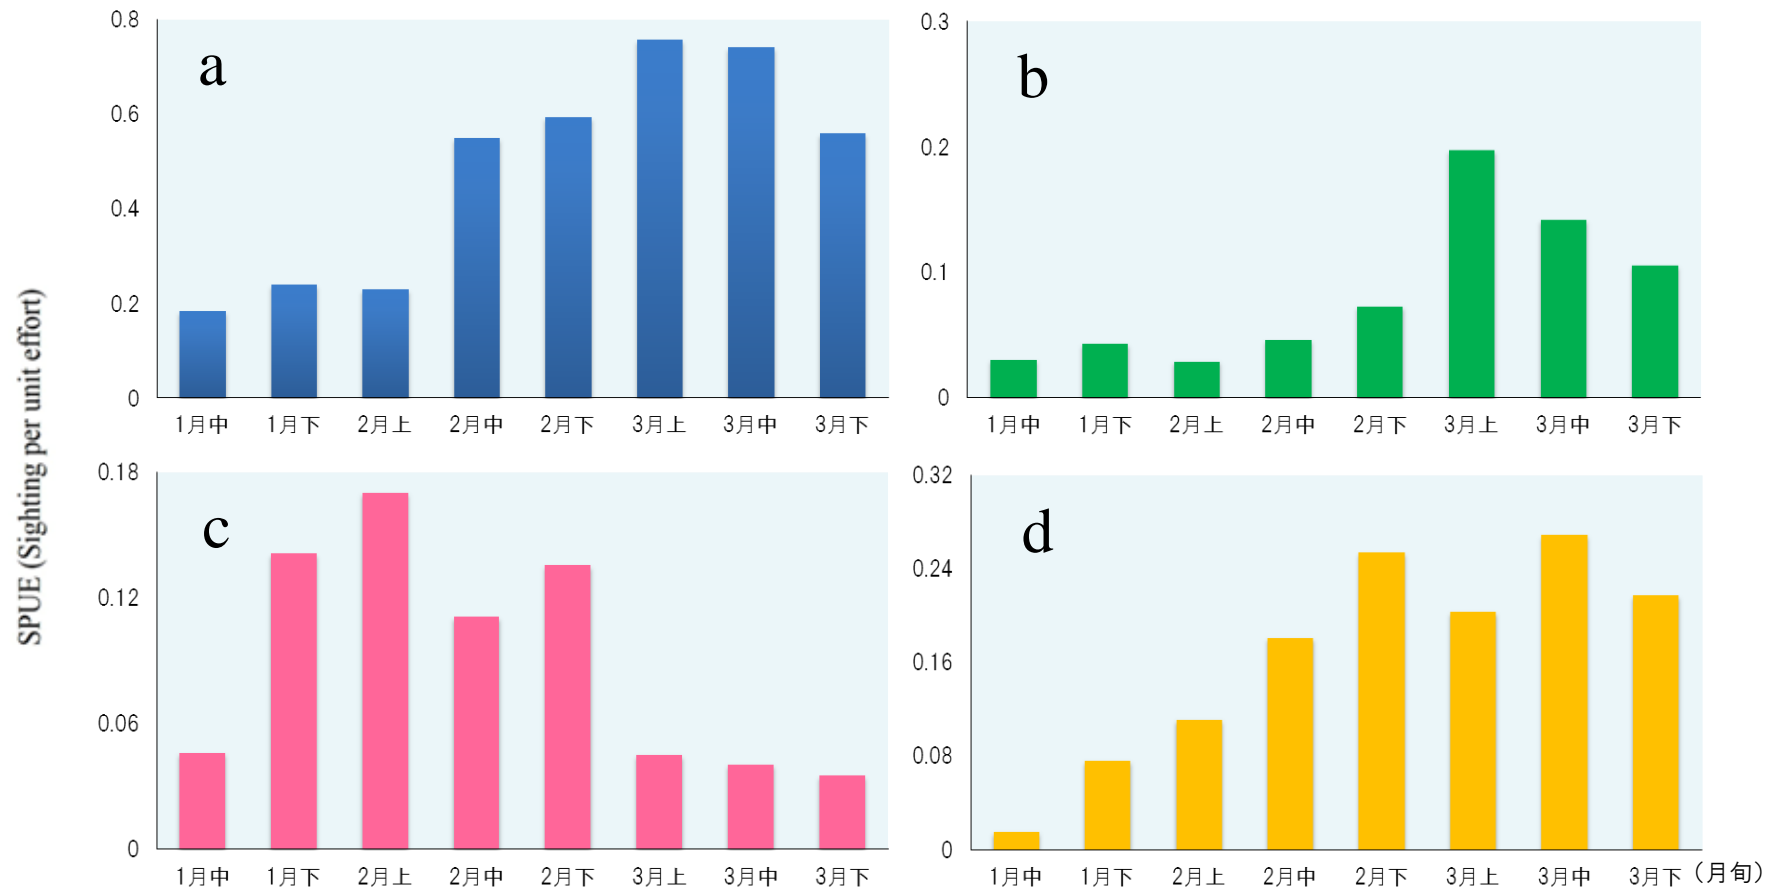 SPUE (Sighting per unit effort)
a
0.8
0.6
0.4
0.2
0
1月中 1月下 2月上 2月中 2月下 3月上 3月中 3月下
b
0.3
0.2
0.1
0
1月中 1月下 2月上 2月中 2月下 3月上 3月中 3月下
c
0.18
0.12
0.06
0
1月中 1月下 2月上 2月中 2月下 3月上 3月中 3月下
d
0.32
0.24
0.16
0.08
0
1月中 1月下 2月上 2月中 2月下 3月上 3月中 3月下 (月旬)